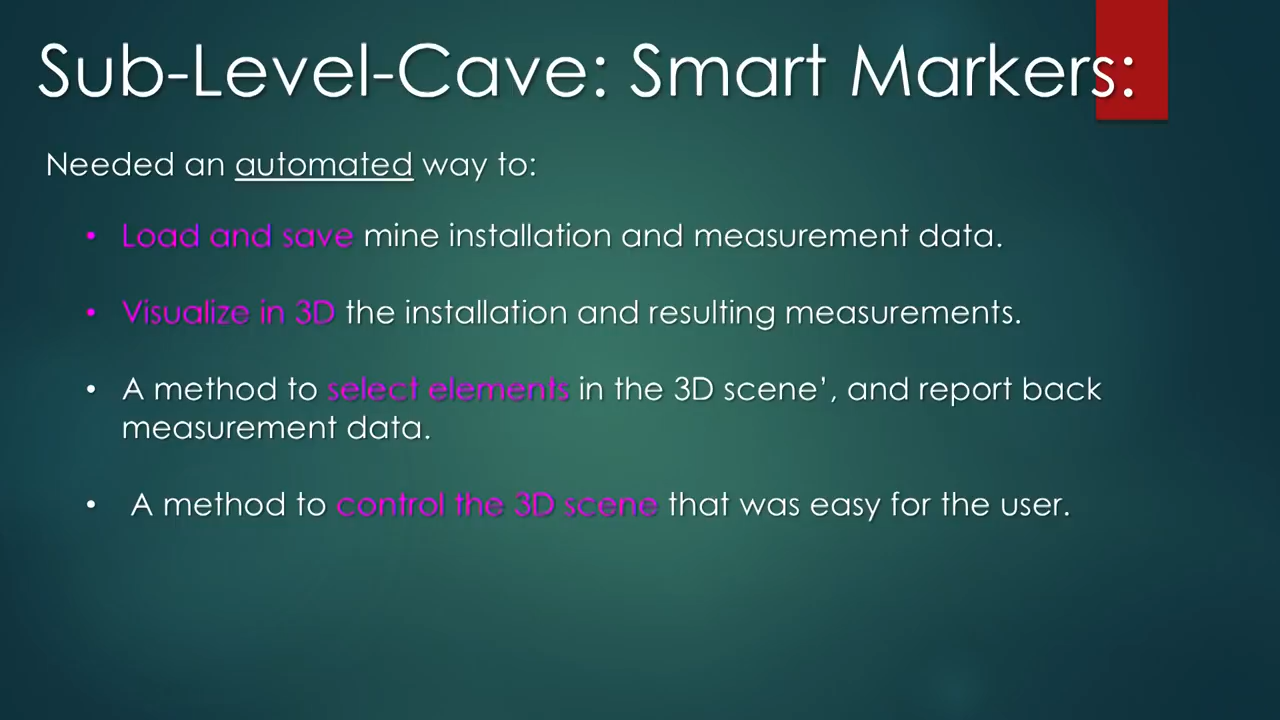 Sub-Level-Cave: Smart Markers:
Needed an automated way to:
• Load and save mine installation and measurement data.
• Visualize in 3D the installation and resulting measurements.
• A method to select elements in the 3D scene’, and report back
measurement data.
• A method to control the 3D scene that was easy for the user.